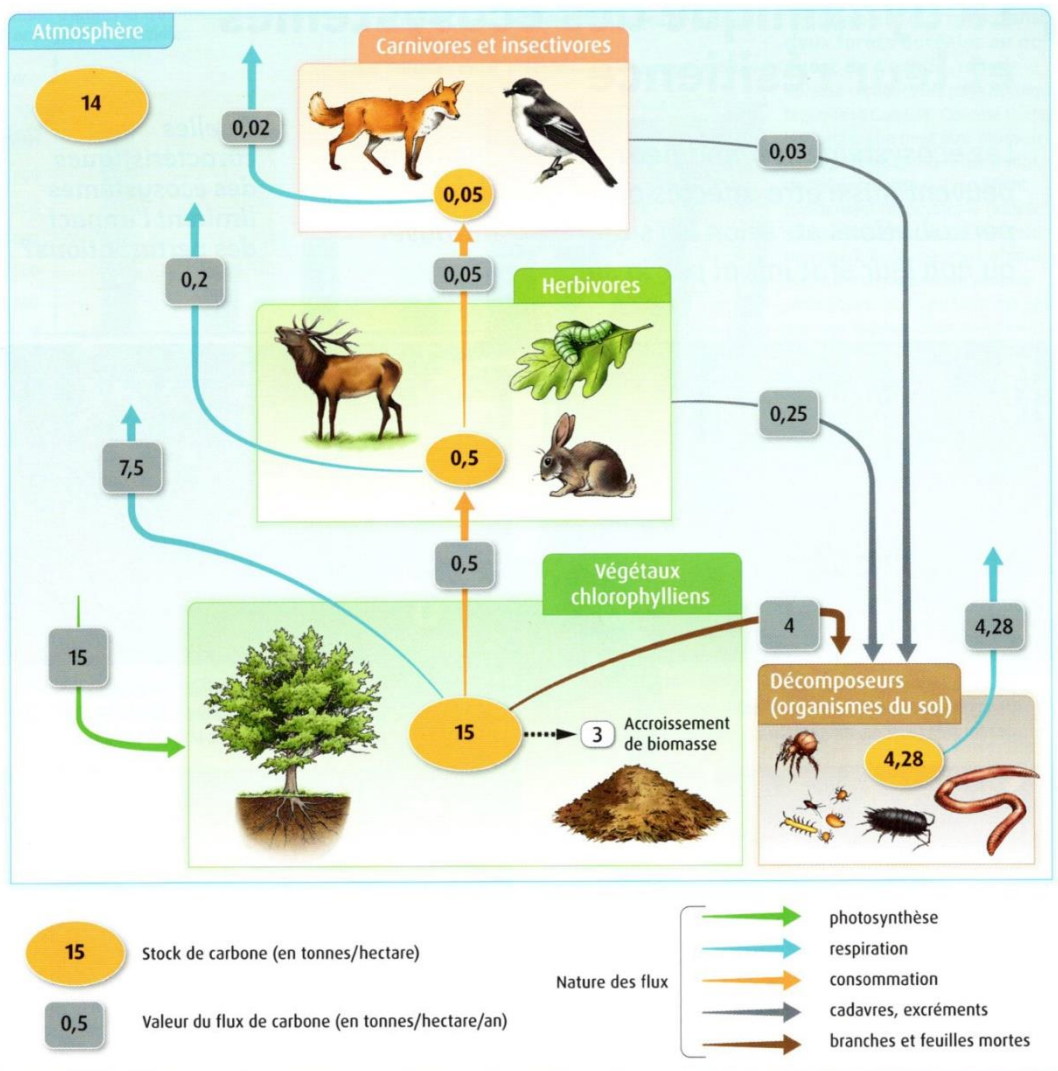 Atmosphère
14
Carnivores et insectivores
0,02
0,03
0,05
0,05
0,2
Herbivores
0,25
0,5
7,5
0,5
Végétaux
chlorophylliens
15
4
4,28
Décomposeurs
(organismes du sol)
15
3
Accroissement
de biomasse
4,28
15
Stock de carbone (en tonnes/hectare)
0,5
Valeur du flux de carbone (en tonnes/hectare/an)
Nature des flux
photosynthèse
respiration
consommation
cadavres, excréments
branches et feuilles mortes